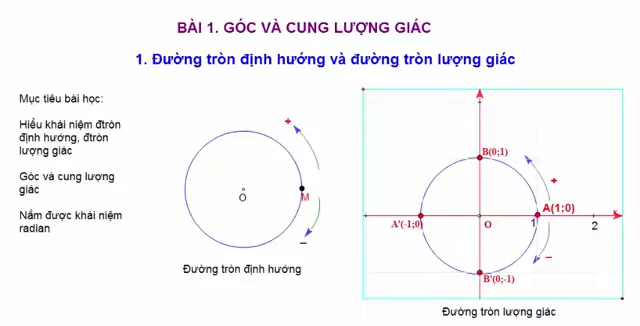 BÀI 1. GÓC VÀ CUNG LƯỢNG GIÁC
1. Đường tròn định hướng và đường tròn lượng giác
Mục tiêu bài học:
Hiểu khái niệm đtròn
định hướng, đtròn
lượng giác
Góc và cung lượng
giác
Nắm được khái niệm
radian
+
O
M
−
Đường tròn định hướng
B(0;1)
+
A(1;0)
A'(-1;0)
O
1
2
−
B'(0;-1)
Đường tròn lượng giác